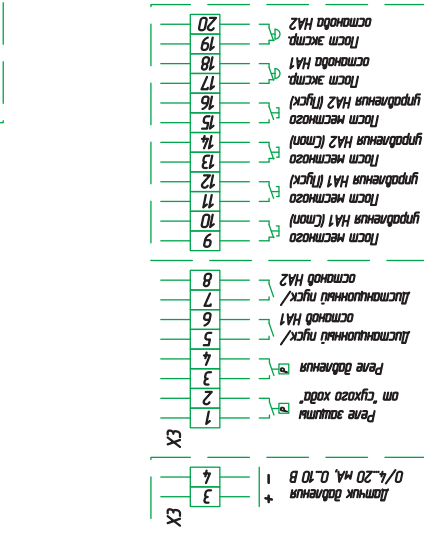 EX
Датчик давления + 3
0/4...20 мА, 0..10 В - 4
EX
Реле защиты 1
от "сухого хода" 2
P
3
Реле давления
P
4
Дистанционный пуск/ 5
останов НА1 6
Дистанционный пуск/ 7
останов НА2 8
Пост местного 9
управления НА1 (Стоп) 10
Пост местного 11
управления НА1 (Пуск) 12
Пост местного 13
управления НА2 (Стоп) 14
Пост местного 15
управления НА2 (Пуск) 16
Пост экстр. 17
останова НА1 18
Пост экстр. 19
останова НА2 20